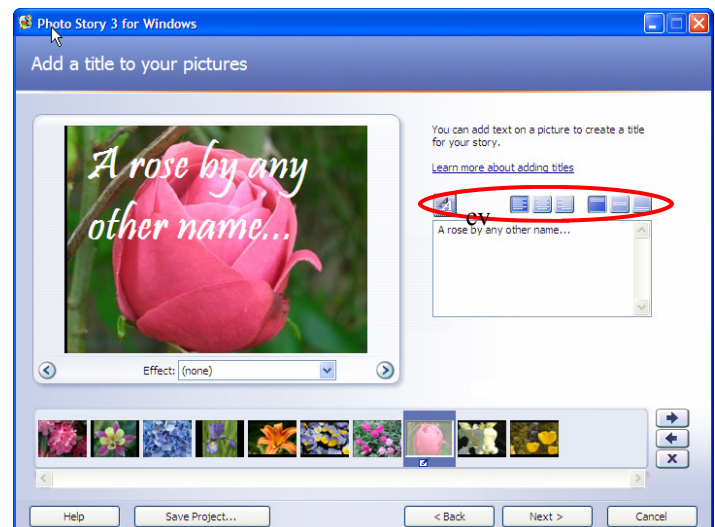 Photo Story 3 for Windows
Add a title to your pictures
A rose by any
other name...
Effect: (none)
You can add text on a picture to create a title
for your story.
Learn more about adding titles
ev
A rose by any other name...
Help
Save Project...
< Back
Next >
Cancel